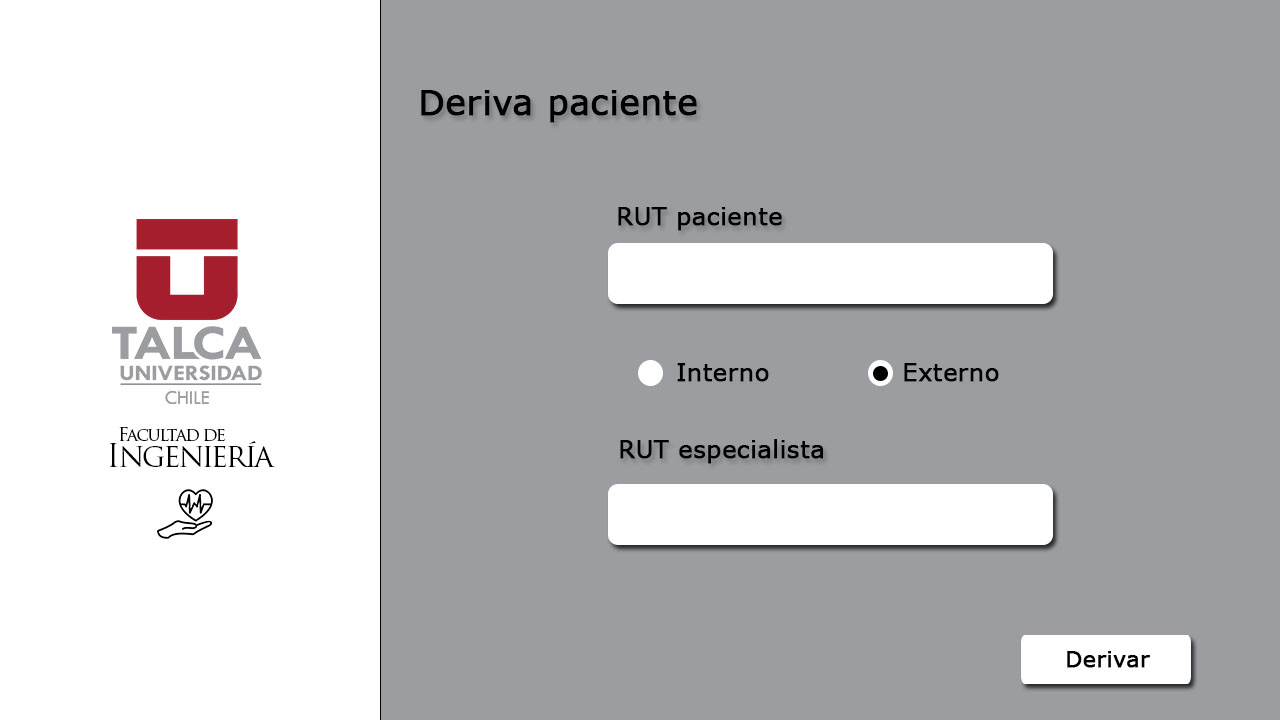 TALCA
UNIVERSIDAD
CHILE
FACULTAD DE
INGENIERÍA
Deriva paciente
RUT paciente
Interno
Externo
RUT especialista
Derivar